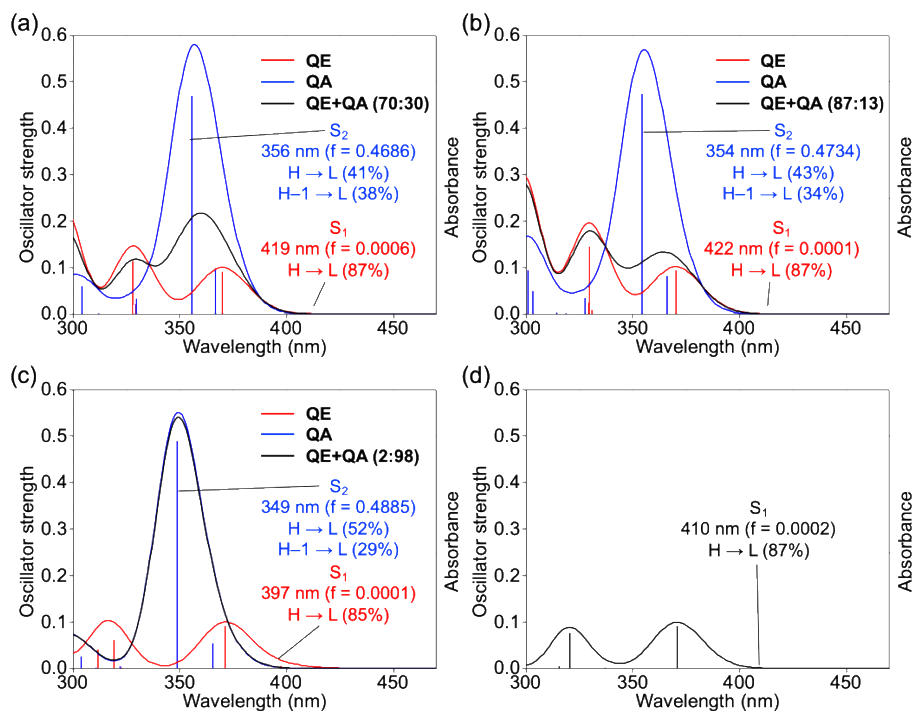 (a)
0.6
0.5
0.4
0.3
0.2
0.1
0.0
Oscillator strength
QE
QA
QE+QA (70:30)
S₂
356 nm (f = 0.4686)
H → L (41%)
H–1 → L (38%)
S₁
419 nm (f = 0.0006)
H → L (87%)
Absorbance
300 350 400 450
Wavelength (nm)
(b)
0.6
0.5
0.4
0.3
0.2
0.1
0.0
Oscillator strength
QE
QA
QE+QA (87:13)
S₂
354 nm (f = 0.4734)
H → L (43%)
H–1 → L (34%)
S₁
422 nm (f = 0.0001)
H → L (87%)
Absorbance
300 350 400 450
Wavelength (nm)
(c)
0.6
0.5
0.4
0.3
0.2
0.1
0.0
Oscillator strength
QE
QA
QE+QA (2:98)
S₂
349 nm (f = 0.4885)
H → L (52%)
H–1 → L (29%)
S₁
397 nm (f = 0.0001)
H → L (85%)
Absorbance
300 350 400 450
Wavelength (nm)
(d)
0.6
0.5
0.4
0.3
0.2
0.1
0.0
Oscillator strength
S₁
410 nm (f = 0.0002)
H → L (87%)
Absorbance
300 350 400 450
Wavelength (nm)